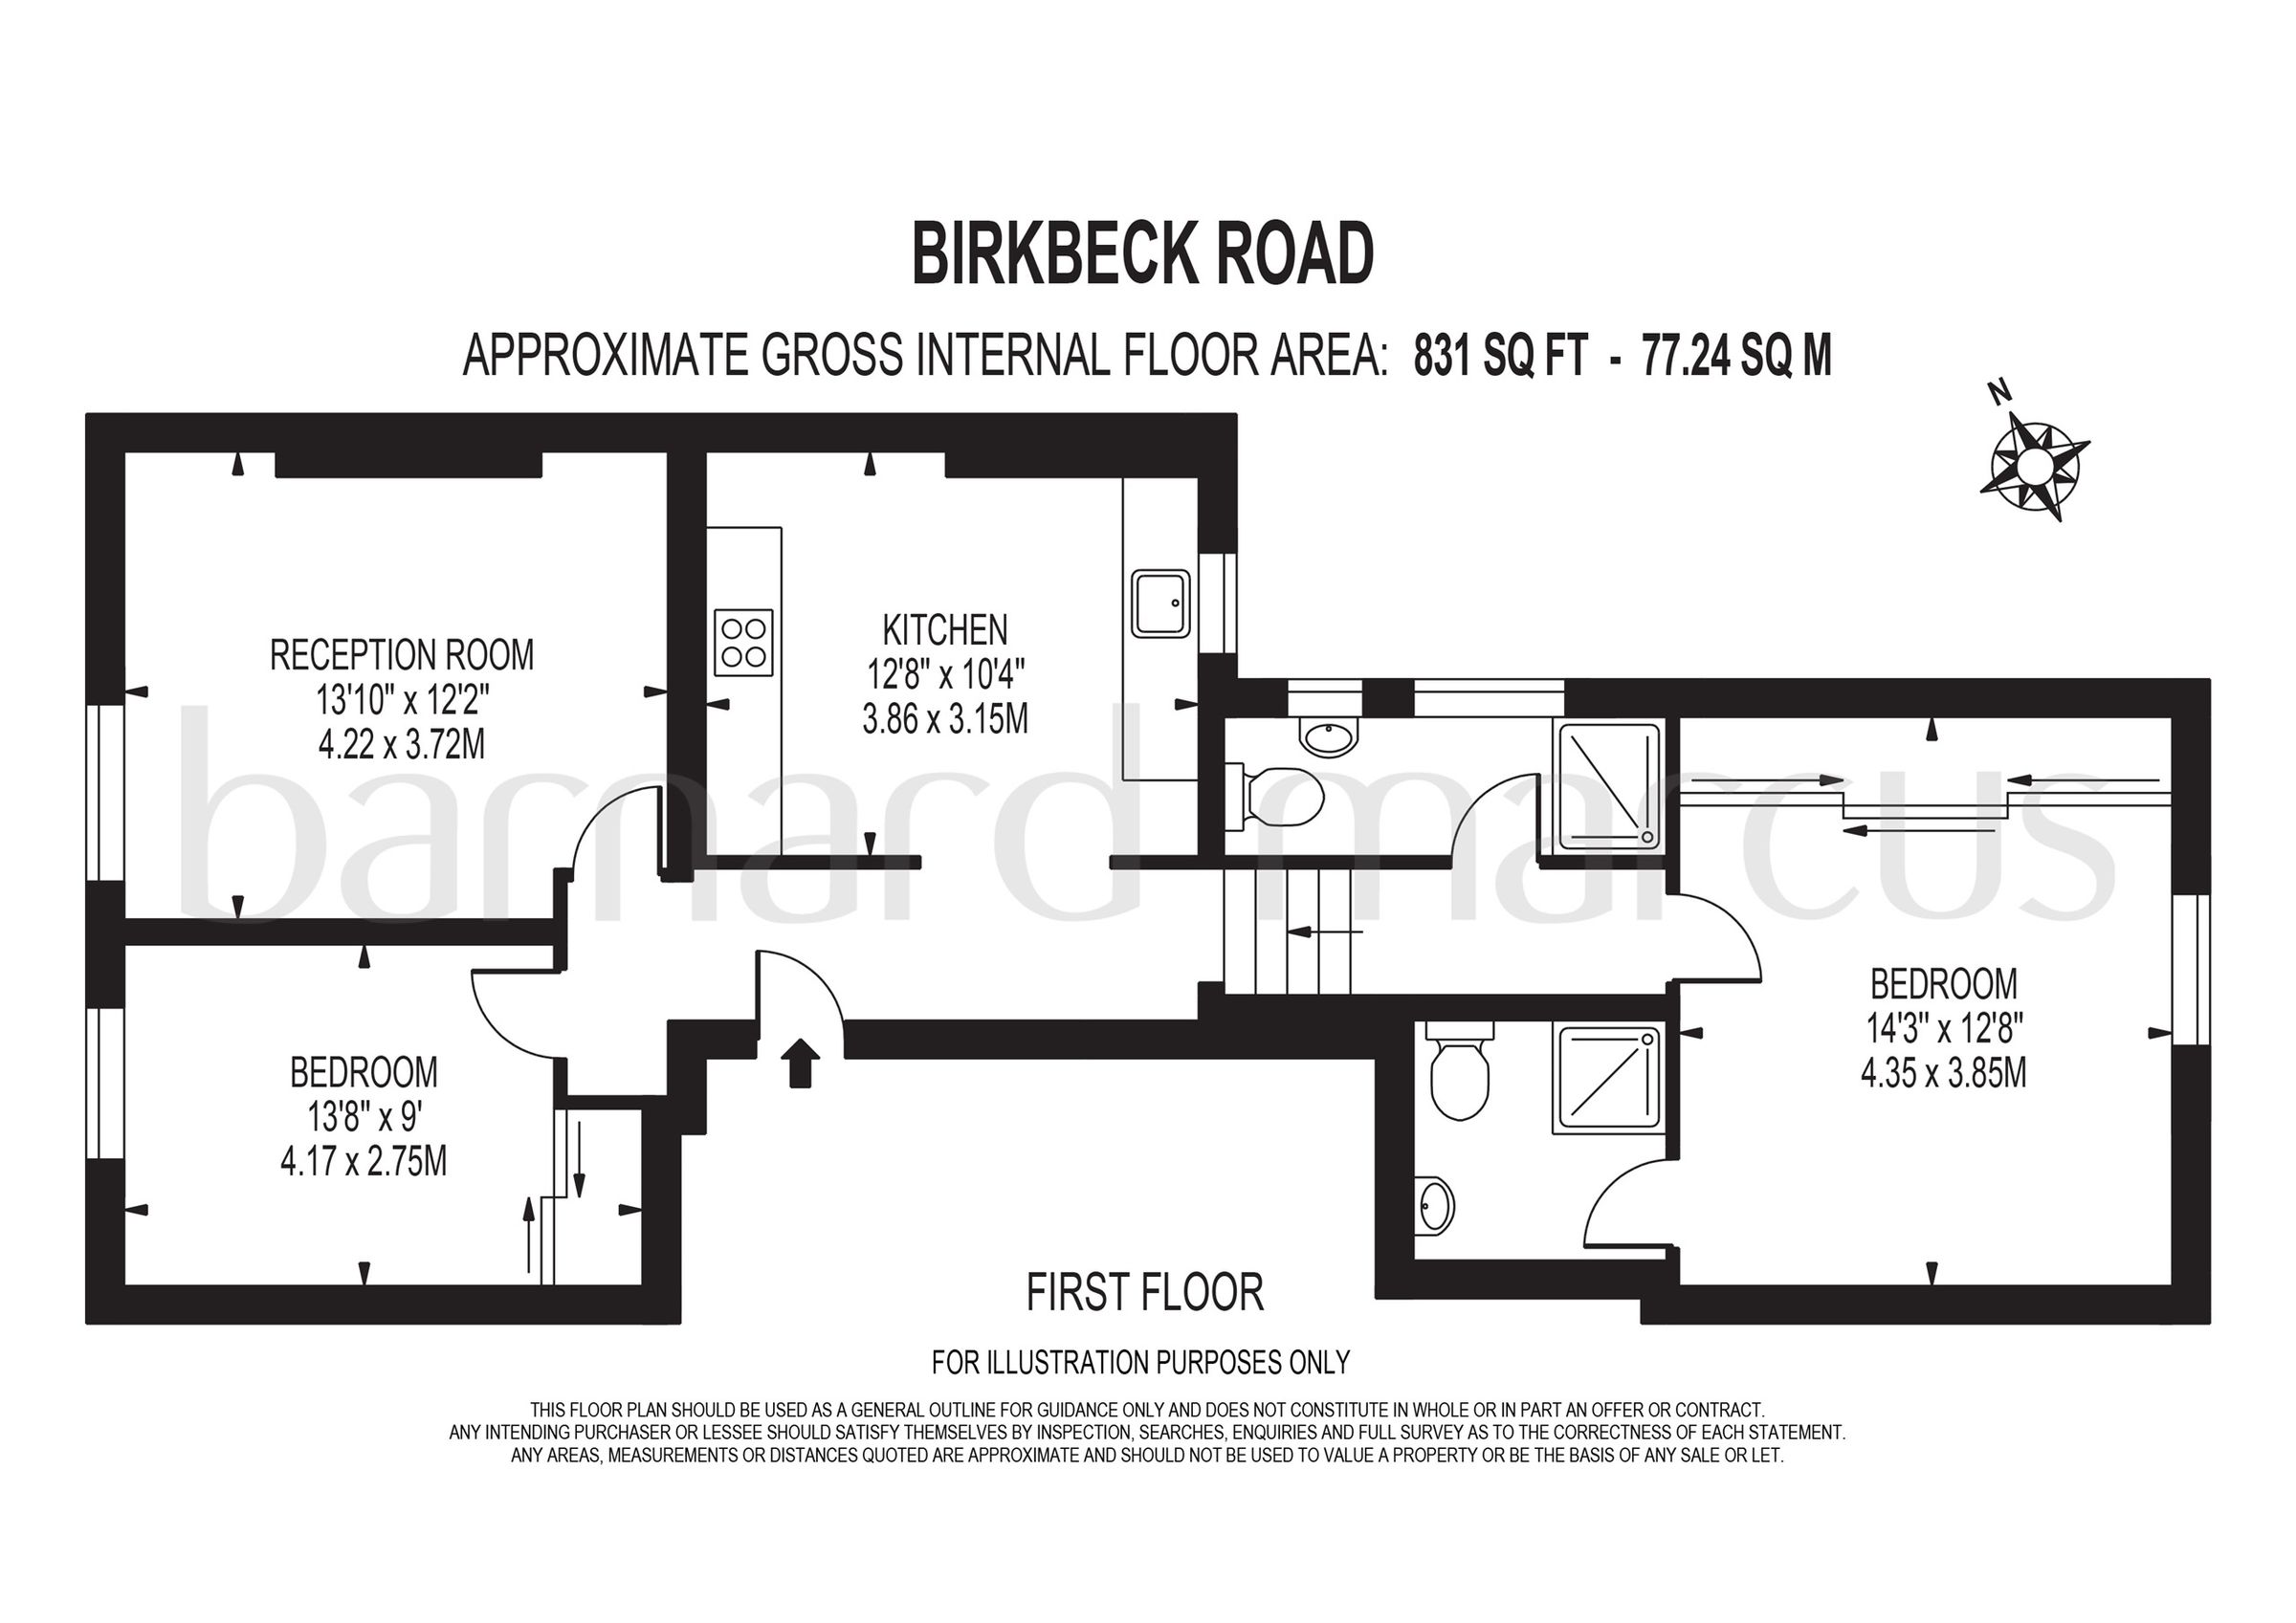 BIRKBECK ROAD
APPROXIMATE GROSS INTERNAL FLOOR AREA: 831 SQ FT - 77.24 SQ M
N
RECEPTION ROOM
13'10" x 12'2"
4.22 x 3.72M
KITCHEN
12'8" x 10'4"
3.86 x 3.15M
barnard marcus
BEDROOM
14'3" x 12'8"
4.35 x 3.85M
BEDROOM
13'8" x 9'
4.17 x 2.75M
FIRST FLOOR
FOR ILLUSTRATION PURPOSES ONLY
THIS FLOOR PLAN SHOULD BE USED AS A GENERAL OUTLINE FOR GUIDANCE ONLY AND DOES NOT CONSTITUTE IN WHOLE OR IN PART AN OFFER OR CONTRACT.
ANY INTENDING PURCHASER OR LESSEE SHOULD SATISFY THEMSELVES BY INSPECTION, SEARCHES, ENQUIRIES AND FULL SURVEY AS TO THE CORRECTNESS OF EACH STATEMENT.
ANY AREAS, MEASUREMENTS OR DISTANCES QUOTED ARE APPROXIMATE AND SHOULD NOT BE USED TO VALUE A PROPERTY OR BE THE BASIS OF ANY SALE OR LET.